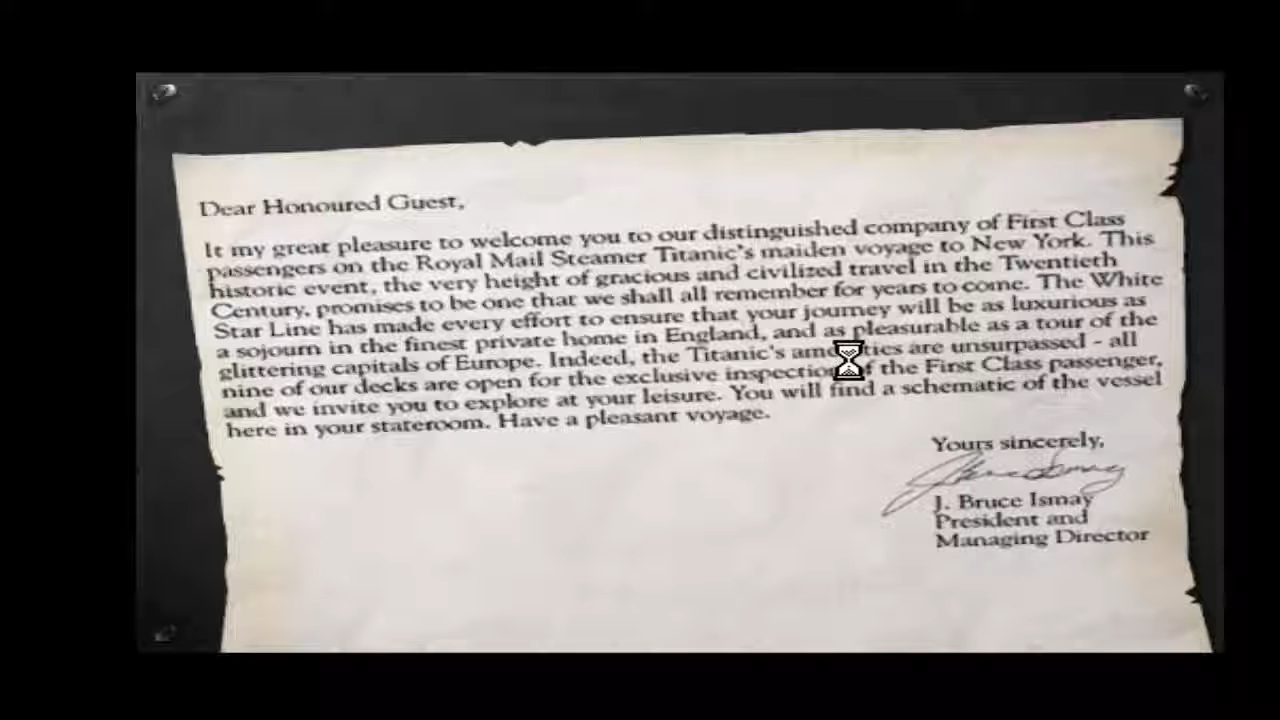 Dear Honoured Guest,
It my great pleasure to welcome you to our distinguished company of First Class
passengers on the Royal Mail Steamer Titanic's maiden voyage to New York. This
historic event, the very height of gracious and civilized travel in the Twentieth
Century, promises to be one that we shall all remember for years to come. The White
Star Line has made every effort to ensure that your journey will be as luxurious as
a sojourn in the finest private home in England, and as pleasurable as a tour of the
glittering capitals of Europe. Indeed, the Titanic's amenities are unsurpassed - all
nine of our decks are open for the exclusive inspection of the First Class passenger,
and we invite you to explore at your leisure. You will find a schematic of the vessel
here in your stateroom. Have a pleasant voyage.
Yours sincerely,
J. Bruce Ismay
J. Bruce Ismay
President and
Managing Director